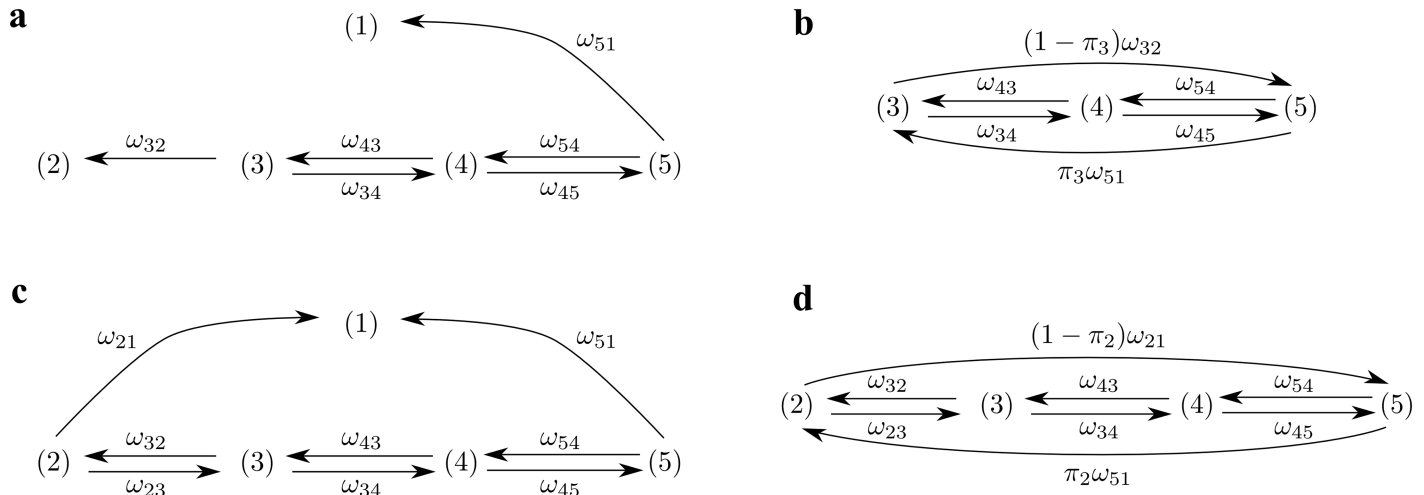 a
(1)
ω51
ω32
ω43
ω54
(2) (3) (4) (5)
ω34
ω45
b
(1 − π3)ω32
ω43
ω54
(3) (4) (5)
ω34
ω45
π3ω51
c
(1)
ω21
ω51
ω32
ω43
ω54
(2) (3) (4) (5)
ω23
ω34
ω45
d
(1 − π2)ω21
ω32
ω43
ω54
(2) (3) (4) (5)
ω23
ω34
ω45
π2ω51